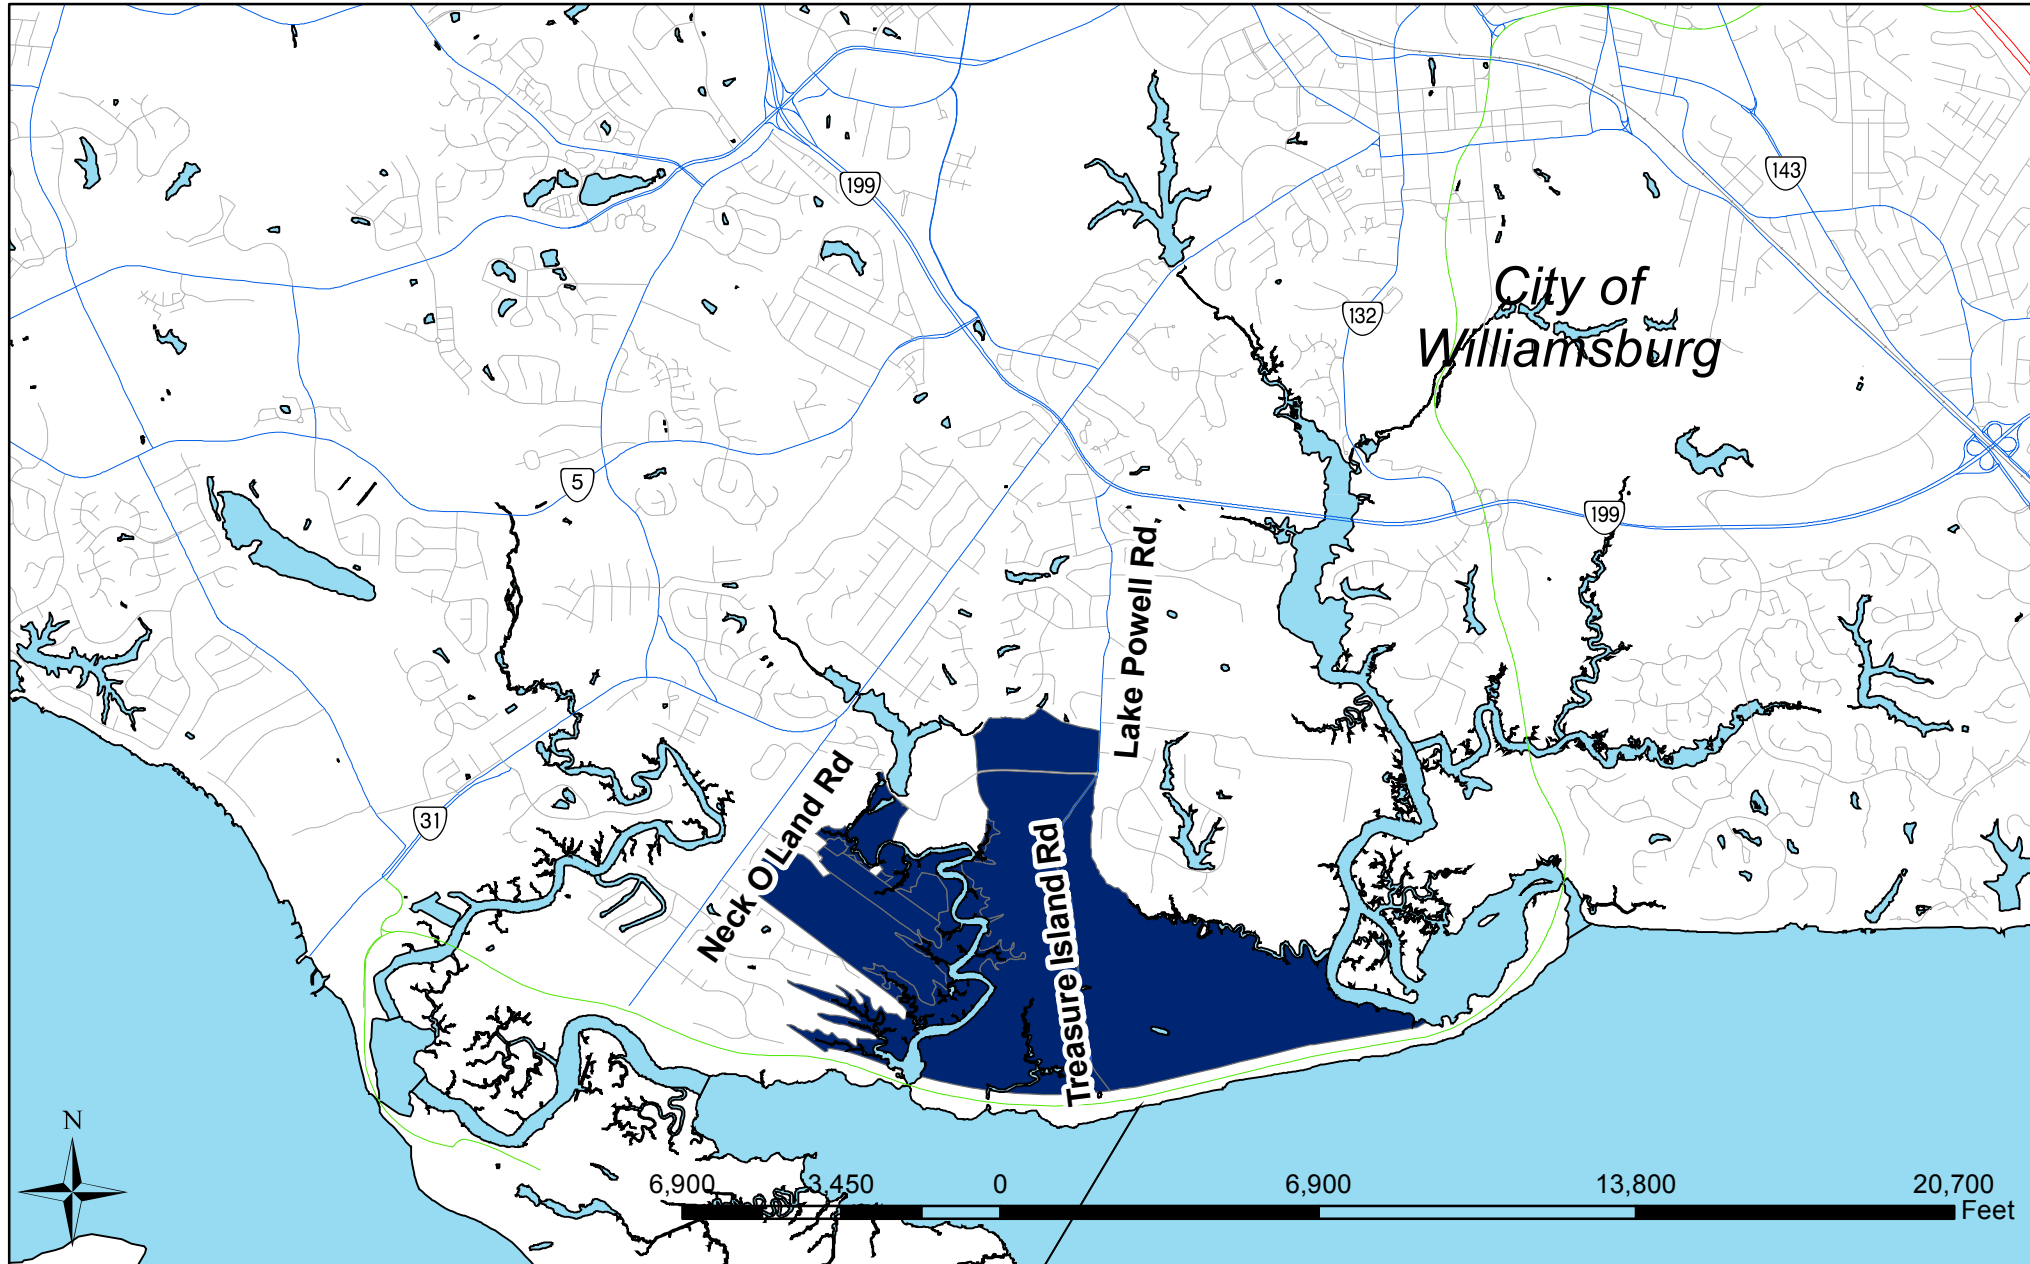 143
199
City of
Williamsburg
132
5
199
Lake Powell Rd
Neck O Land Rd
31
Treasure Island Rd
N
6,900 3,450 0 6,900 13,800 20,700
Feet